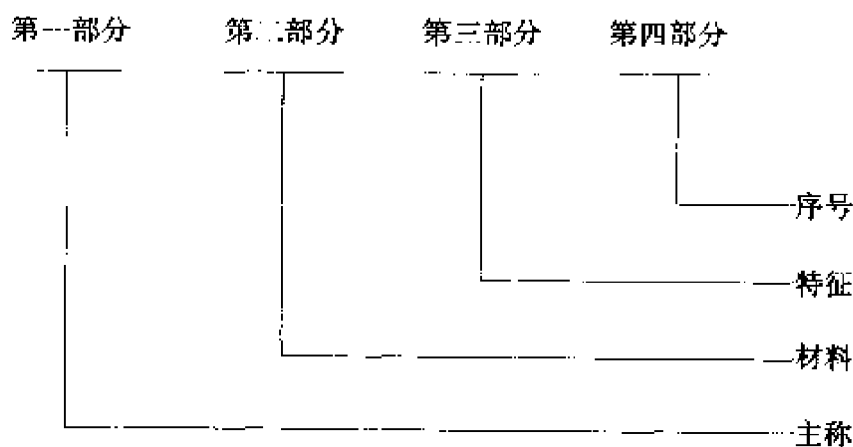 第一部分 第二部分 第三部分 第四部分
序号
特征
材料
主称